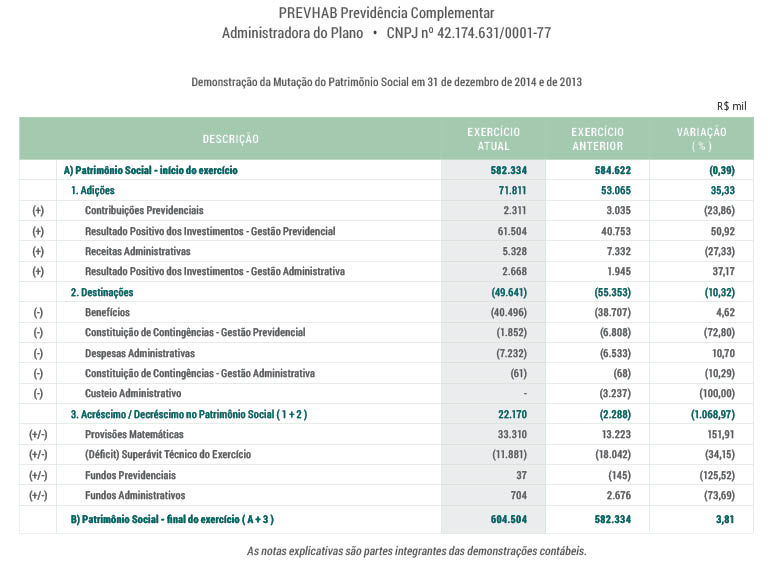 PREVHAB Previdência Complementar
Administradora do Plano • CNPJ nº 42.174.631/0001-77
Demonstração da Mutação do Patrimônio Social em 31 de dezembro de 2014 e de 2013
R$ mil
DESCRIÇÃO EXERCÍCIO ATUAL EXERCÍCIO ANTERIOR VARIAÇÃO (%)
A) Patrimônio Social - início do exercício 582.334 584.622 (0,39)
1. Adições 71.811 53.065 35,33
(+) Contribuições Previdenciais 2.311 3.035 (23,86)
(+) Resultado Positivo dos Investimentos - Gestão Previdencial 61.504 40.753 50,92
(+) Receitas Administrativas 5.328 7.332 (27,33)
(+) Resultado Positivo dos Investimentos - Gestão Administrativa 2.668 1.945 37,17
2. Destinações (49.641) (55.353) (10,32)
(-) Benefícios (40.496) (38.707) 4,62
(-) Constituição de Contingências - Gestão Previdencial (1.852) (6.808) (72,80)
(-) Despesas Administrativas (7.232) (6.533) 10,70
(-) Constituição de Contingências - Gestão Administrativa (61) (68) (10,29)
(-) Custeio Administrativo - (3.237) (100,00)
3. Acréscimo / Decréscimo no Patrimônio Social ( 1 + 2 ) 22.170 (2.288) (1.068,97)
(+/-) Provisões Matemáticas 33.310 13.223 151,91
(+/-) (Déficit) Superávit Técnico do Exercício (11.881) (18.042) (34,15)
(+/-) Fundos Previdenciais 37 (145) (125,52)
(+/-) Fundos Administrativos 704 2.676 (73,69)
B) Patrimônio Social - final do exercício ( A + 3 ) 604.504 582.334 3,81
As notas explicativas são partes integrantes das demonstrações contábeis.